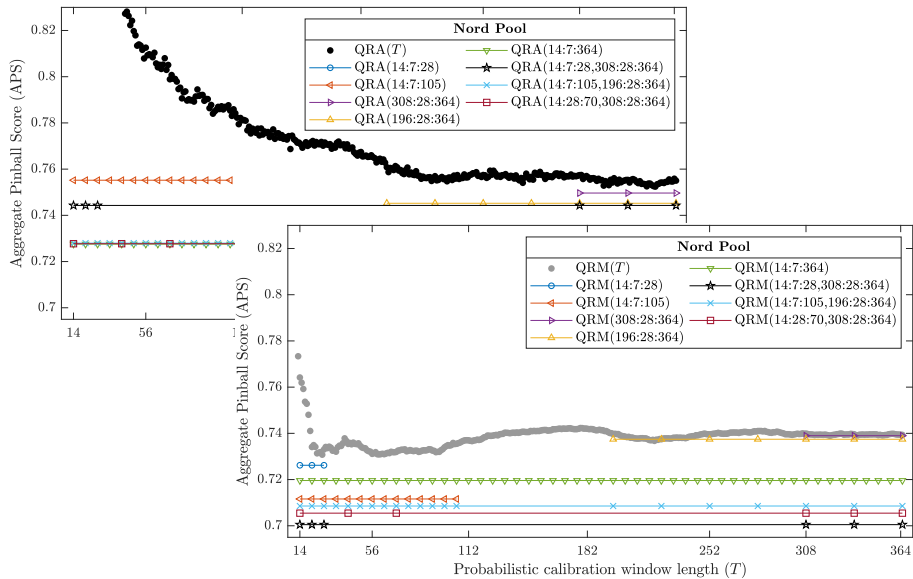 Aggregate Pinball Score (APS)
0.82
0.8
0.78
0.76
0.74
0.72
0.7
14
56
1
Nord Pool
QRA(T)
QRA(14:7:28)
QRA(14:7:105)
QRA(308:28:364)
QRA(196:28:364)
QRA(14:7:364)
QRA(14:7:28,308:28:364)
QRA(14:7:105,196:28:364)
QRA(14:28:70,308:28:364)
Aggregate Pinball Score (APS)
0.82
0.8
0.78
0.76
0.74
0.72
0.7
Nord Pool
QRM(T)
QRM(14:7:28)
QRM(14:7:105)
QRM(308:28:364)
QRM(196:28:364)
QRM(14:7:364)
QRM(14:7:28,308:28:364)
QRM(14:7:105,196:28:364)
QRM(14:28:70,308:28:364)
14
56
112
182
252
308
364
Probabilistic calibration window length (T)